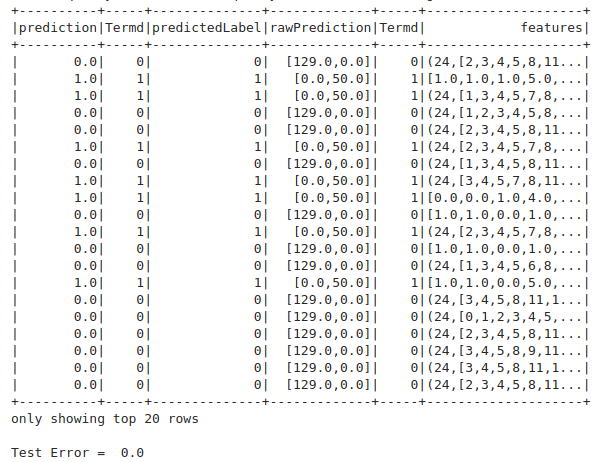 +----------+-----+--------------+-------------+-----+--------------------+
|prediction|Termd|predictedLabel|rawPrediction|Termd|            features|
+----------+-----+--------------+-------------+-----+--------------------+
|       0.0|    0|             0|  [129.0,0.0]|    0|(24,[2,3,4,5,8,11...|
|       1.0|    1|             1|   [0.0,50.0]|    1|[1.0,1.0,1.0,5.0,...|
|       1.0|    1|             1|   [0.0,50.0]|    1|(24,[1,3,4,5,7,8,...|
|       0.0|    0|             0|  [129.0,0.0]|    0|(24,[1,2,3,4,5,8,...|
|       0.0|    0|             0|  [129.0,0.0]|    0|(24,[2,3,4,5,8,11...|
|       1.0|    1|             1|   [0.0,50.0]|    1|(24,[2,3,4,5,7,8,...|
|       0.0|    0|             0|  [129.0,0.0]|    0|(24,[1,3,4,5,8,11...|
|       1.0|    1|             1|   [0.0,50.0]|    1|(24,[3,4,5,7,8,11...|
|       1.0|    1|             1|   [0.0,50.0]|    1|[0.0,0.0,1.0,4.0,...|
|       0.0|    0|             0|  [129.0,0.0]|    0|[1.0,1.0,0.0,1.0,...|
|       1.0|    1|             1|   [0.0,50.0]|    1|(24,[2,3,4,5,7,8,...|
|       0.0|    0|             0|  [129.0,0.0]|    0|[1.0,1.0,0.0,1.0,...|
|       0.0|    0|             0|  [129.0,0.0]|    0|(24,[1,3,4,5,6,8,...|
|       1.0|    1|             1|   [0.0,50.0]|    1|[1.0,1.0,0.0,5.0,...|
|       0.0|    0|             0|  [129.0,0.0]|    0|(24,[3,4,5,8,11,1...|
|       0.0|    0|             0|  [129.0,0.0]|    0|(24,[0,1,2,3,4,5,...|
|       0.0|    0|             0|  [129.0,0.0]|    0|(24,[2,3,4,5,8,11...|
|       0.0|    0|             0|  [129.0,0.0]|    0|(24,[3,4,5,8,9,11...|
|       0.0|    0|             0|  [129.0,0.0]|    0|(24,[3,4,5,8,11,1...|
|       0.0|    0|             0|  [129.0,0.0]|    0|(24,[2,3,4,5,8,11...|
+----------+-----+--------------+-------------+-----+--------------------+
only showing top 20 rows
Test Error =  0.0